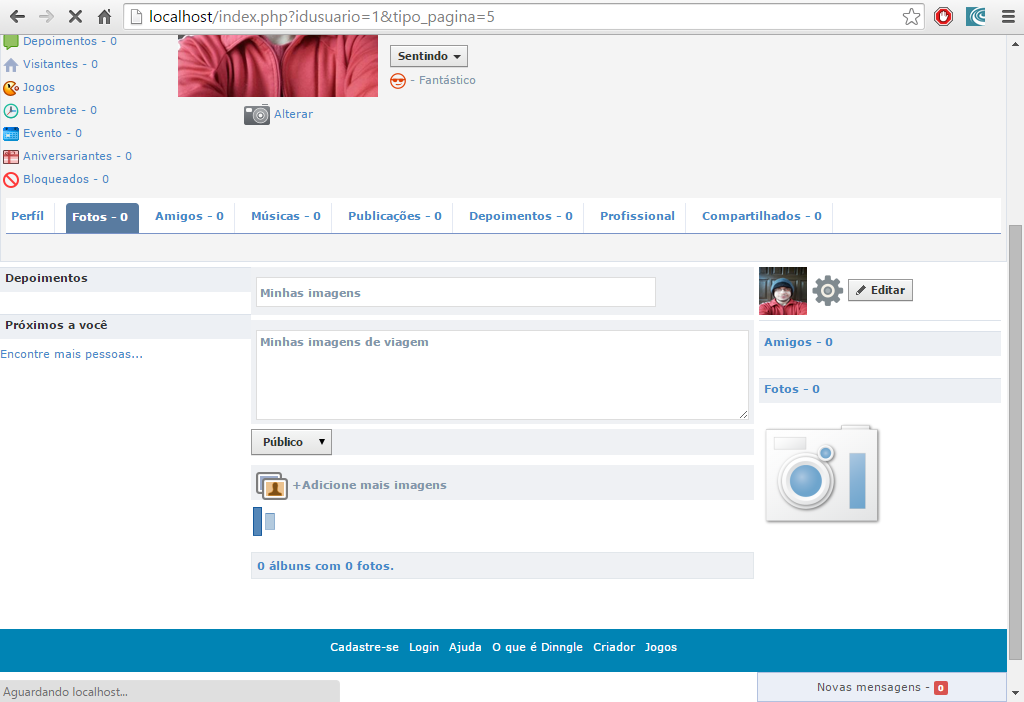 localhost/index.php?idusuario=1&tipo_pagina=5
Depoimentos - 0
Visitantes - 0
Jogos
Lembrete - 0
Evento - 0
Aniversariantes - 0
Bloqueados - 0
Sentindo
- Fantástico
Alterar
Perfíl Fotos - 0 Amigos - 0 Músicas - 0 Publicações - 0 Depoimentos - 0 Profissional Compartilhados - 0
Depoimentos
Próximos a você
Encontre mais pessoas...
Minhas imagens
Minhas imagens de viagem
Público
+Adicione mais imagens
0 álbuns com 0 fotos.
Editar
Amigos - 0
Fotos - 0
Cadastre-se Login Ajuda O que é Dinngle Criador Jogos
Aguardando localhost...
Novas mensagens - 0